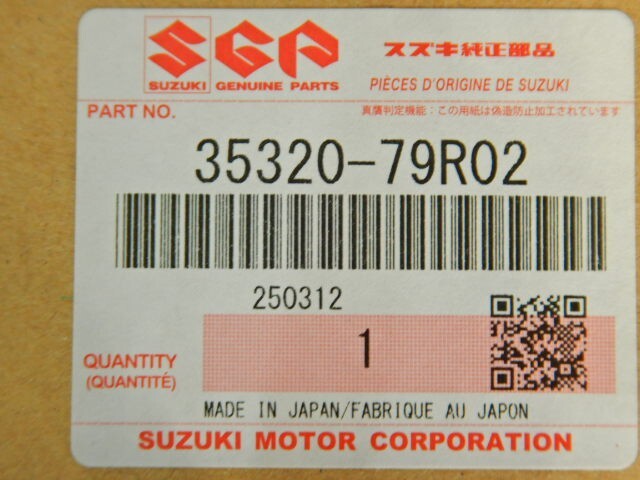 SGP
SUZUKI GENUINE PARTS
スズキ純正部品
PIÈCES D'ORIGINE DE SUZUKI
PART NO.
真贋判定機能:この用紙は偽造防止加工されています
35320-79R02
250312
1
QUANTITY
(QUANTITÉ)
MADE IN JAPAN/FABRIQUE AU JAPON
SUZUKI MOTOR CORPORATION